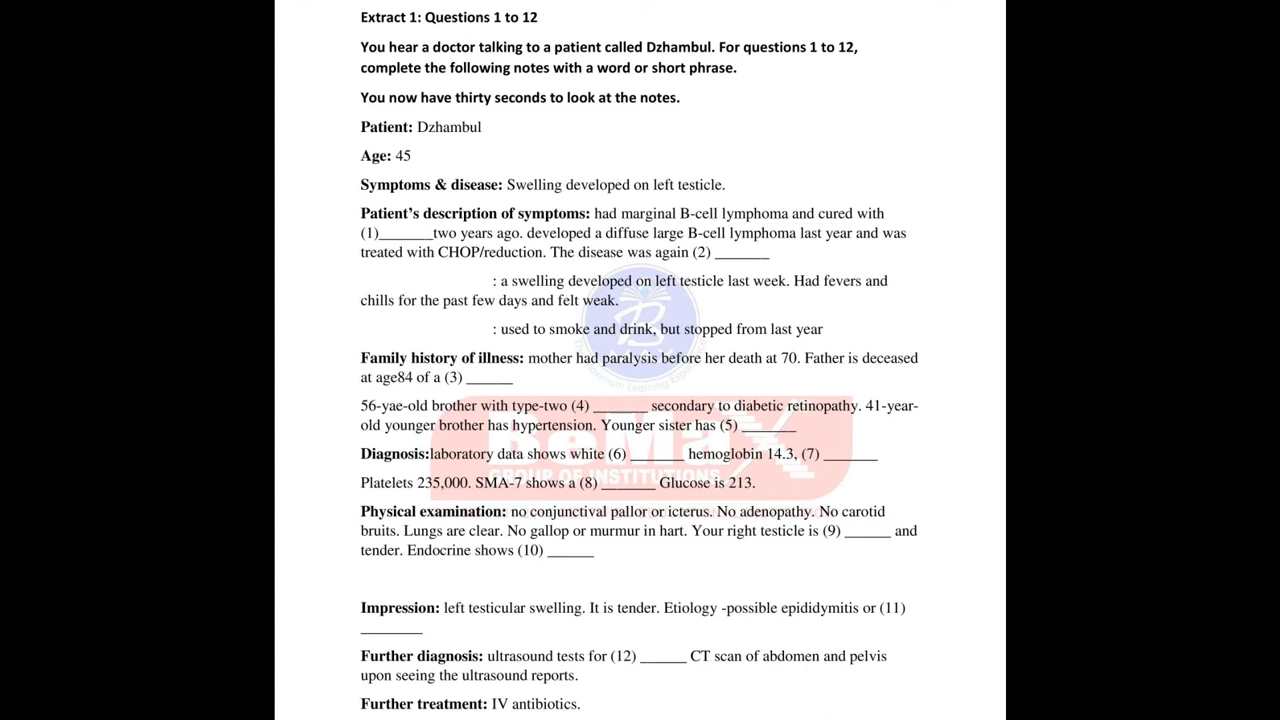 Extract 1: Questions 1 to 12
You hear a doctor talking to a patient called Dzhambul. For questions 1 to 12,
complete the following notes with a word or short phrase.
You now have thirty seconds to look at the notes.
Patient: Dzhambul
Age: 45
Symptoms & disease: Swelling developed on left testicle.
Patient’s description of symptoms: had marginal B-cell lymphoma and cured with
(1)_______two years ago. developed a diffuse large B-cell lymphoma last year and was
treated with CHOP/reduction. The disease was again (2) _______
: a swelling developed on left testicle last week. Had fevers and
chills for the past few days and felt weak.
: used to smoke and drink, but stopped from last year
Family history of illness: mother had paralysis before her death at 70. Father is deceased
at age84 of a (3) ______
56-yae-old brother with type-two (4) _______ secondary to diabetic retinopathy. 41-year-
old younger brother has hypertension. Younger sister has (5) _______
Diagnosis:laboratory data shows white (6) _______ hemoglobin 14.3, (7) _______
Platelets 235,000. SMA-7 shows a (8) _______ Glucose is 213.
Physical examination: no conjunctival pallor or icterus. No adenopathy. No carotid
bruits. Lungs are clear. No gallop or murmur in hart. Your right testicle is (9) ______ and
tender. Endocrine shows (10) ______
Impression: left testicular swelling. It is tender. Etiology -possible epididymitis or (11)
________
Further diagnosis: ultrasound tests for (12) ______ CT scan of abdomen and pelvis
upon seeing the ultrasound reports.
Further treatment: IV antibiotics.
B
ReMax
GROUP OF INSTITUTIONS